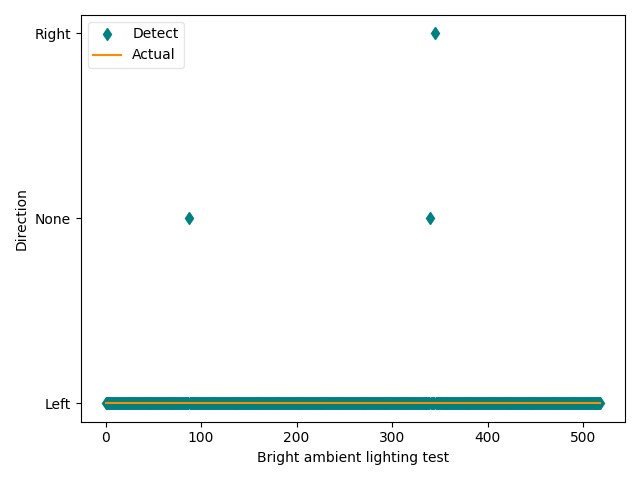 Right
Detect
Actual
None
Direction
Left
0 100 200 300 400 500
Bright ambient lighting test